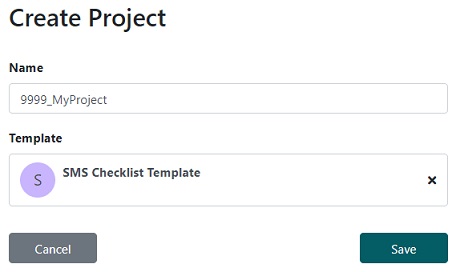 Create Project
Name
9999_MyProject
Template
S
SMS Checklist Template
Cancel
Save